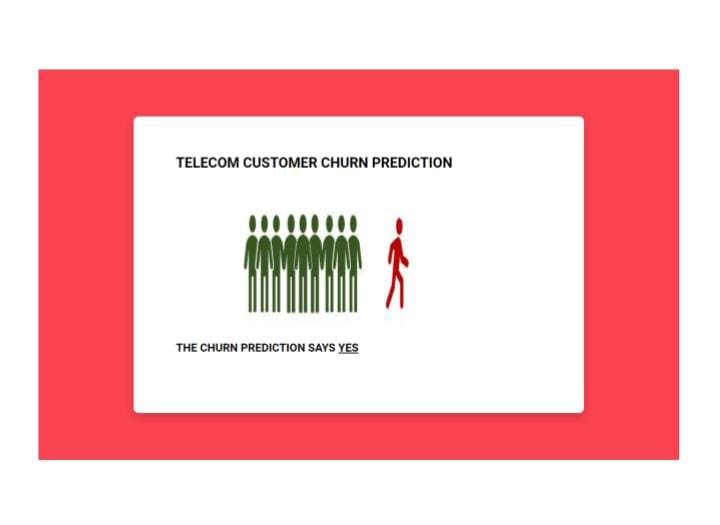 TELECOM CUSTOMER CHURN PREDICTION
THE CHURN PREDICTION SAYS YES